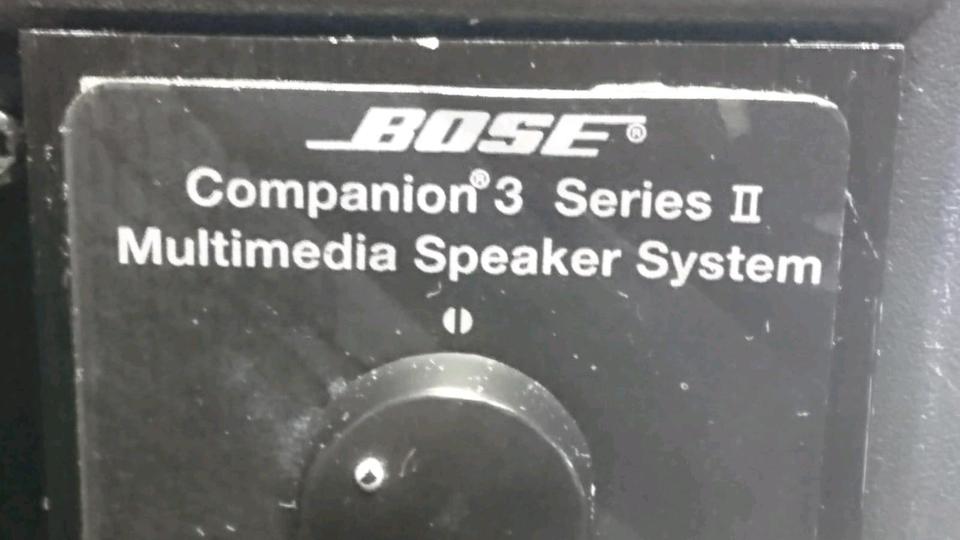 BOSE®
Companion®3 Series II
Multimedia Speaker System